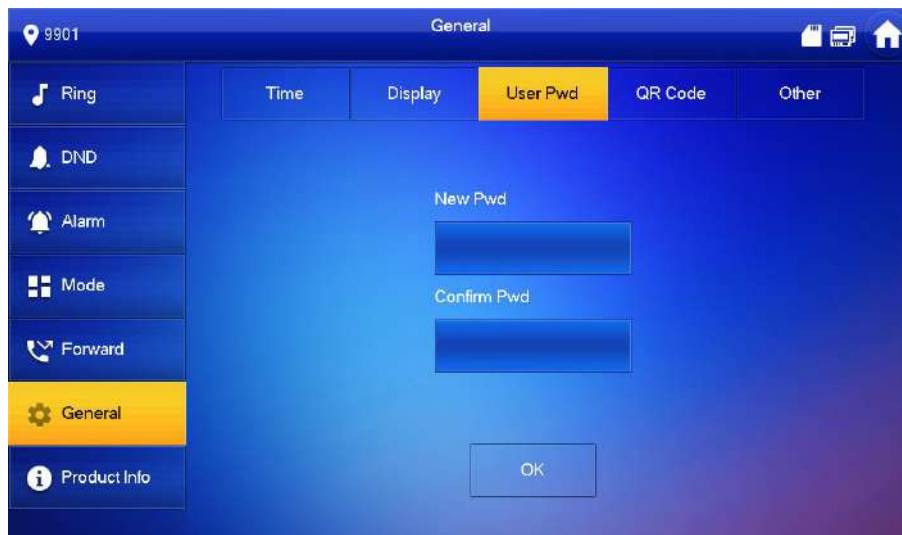 9901
General
Ring
DND
Alarm
Mode
Forward
General
Product Info
Time
Display
User Pwd
QR Code
Other
New Pwd
Confirm Pwd
OK